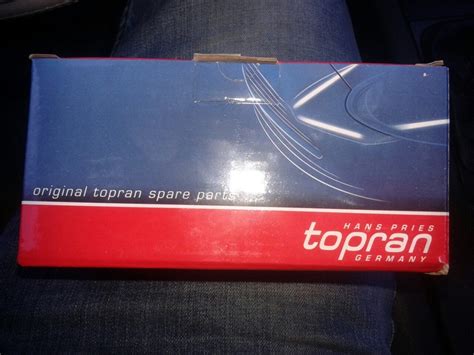 original topran spare parts
HANS PRIES
topran
GERMANY